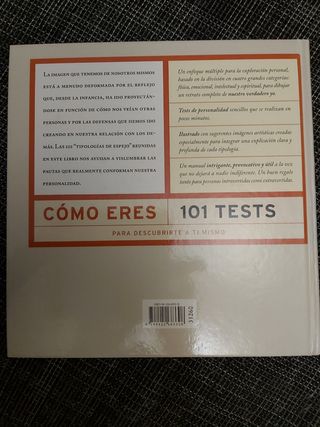 LA IMAGEN QUE TENEMOS DE NOSOTROS MISMOS
ESTÁ A MENUDO DEFORMADA POR EL REFLEJO
QUE, DESDE LA INFANCIA, HA IDO PROYECTÁN-
DOSE EN FUNCIÓN DE CÓMO NOS VEÍAN OTRAS
PERSONAS Y POR LAS DEFENSAS QUE HEMOS IDO
CREANDO EN NUESTRA RELACIÓN CON LOS DE-
MÁS. LAS "TIPOLOGÍAS DE ESPEJO" REUNIDAS
EN ESTE LIBRO NOS AYUDAN A VISLUMBRAR LAS
PAUTAS QUE REALMENTE CONFORMAN NUESTRA
PERSONALIDAD.
Un enfoque múltiple para la exploración personal,
basado en la división en cuatro grandes categorías:
física, emocional, intelectual y espiritual, para dibujar
un retrato completo de nuestro verdadero yo.
Tests de personalidad sencillos que se realizan en
pocos minutos.
Ilustrado con sugerentes imágenes artísticas creadas
especialmente para integrar una explicación clara y
profunda de cada tipología.
Un manual intrigante, provocativo y útil a la vez
que no dejará a nadie indiferente. Un buen regalo
tanto para personas introvertidas como extravertidas.
CÓMO ERES 101 TESTS
PARA DESCUBRIRTE A TI MISMO
31260